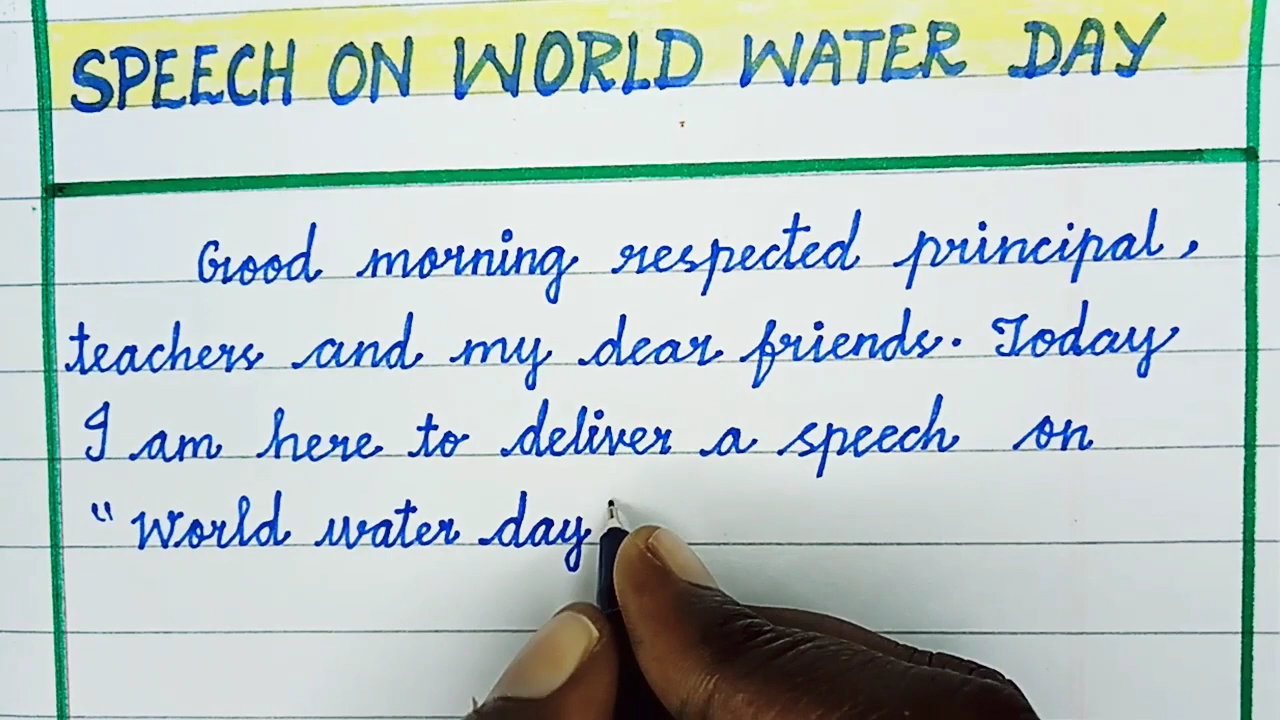 SPEECH ON WORLD WATER DAY
Good morning respected principal,
teachers and my dear friends. Today
I am here to deliver a speech on
"World water day